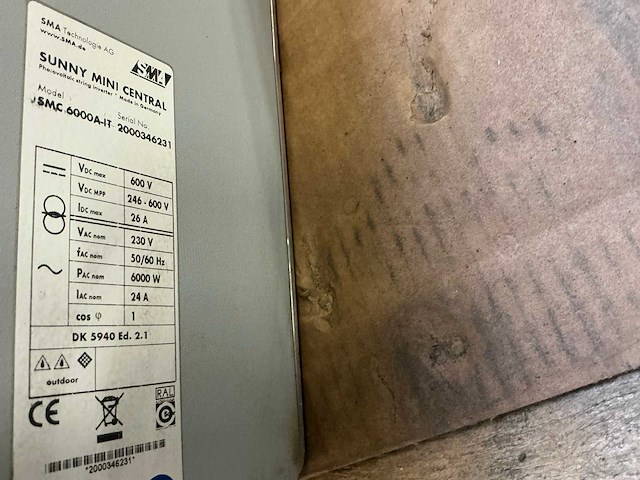 SMA Technologie AG
www.SMA.de
SMA
SUNNY MINI CENTRAL
Photovoltaic string inverter * Made in Germany
Model Serial No.
SMC 6000A-IT 2000346231
VDC max 600 V
VDC MPP 246 - 600 V
IDC max 26 A
VAC nom 230 V
fAC nom 50/60 Hz
PAC nom 6000 W
IAC nom 24 A
cos φ 1
DK 5940 Ed. 2.1
outdoor
CE
RAL
*2000346231*